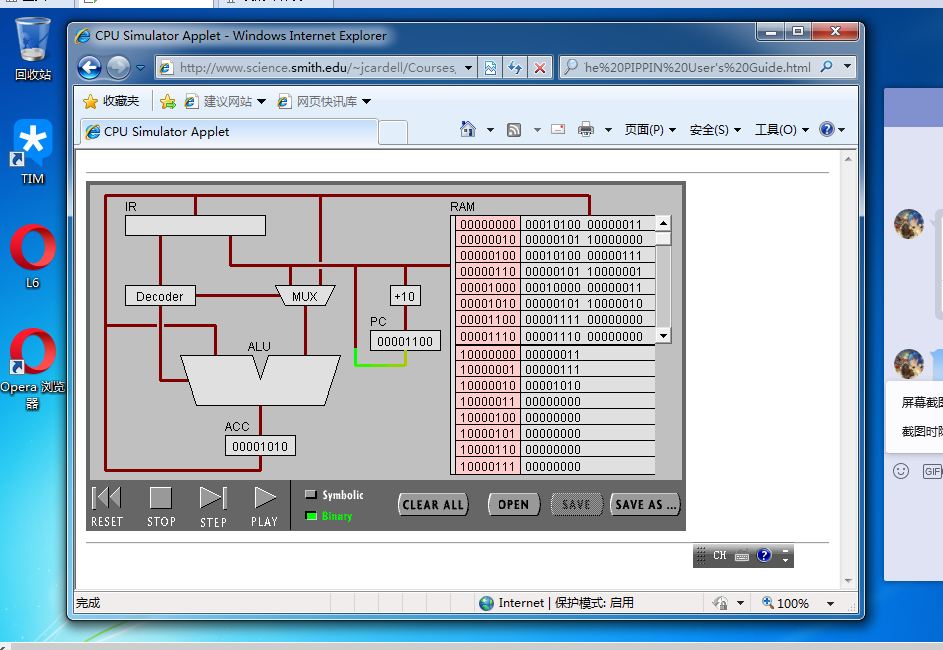 CPU Simulator Applet - Windows Internet Explorer
回收站
http://www.science.smith.edu/~jcardell/Courses,
he%20PIPPIN%20User's%20Guide.html
收藏夹 建议网站 网页快讯库
CPU Simulator Applet
页面(P) 安全(S) 工具(O)
TIM
L6
Opera 浏览器
IR
RAM
00000000 00010100 00000011
00000010 00000101 10000000
00000100 00010100 00000111
00000110 00000101 10000001
00001000 00010000 00000011
00001010 00000101 10000010
00001100 00001111 00000000
00001110 00001110 00000000
10000000 00000011
10000001 00000111
10000010 00001010
10000011 00000000
10000100 00000000
10000101 00000000
10000110 00000000
10000111 00000000
Decoder
MUX
+10
PC
00001100
ALU
ACC
00001010
RESET STOP STEP PLAY
Symbolic
Binary
CLEAR ALL OPEN SAVE SAVE AS ...
CH
完成
Internet | 保护模式: 启用
100%
屏幕截
截图时
GIF